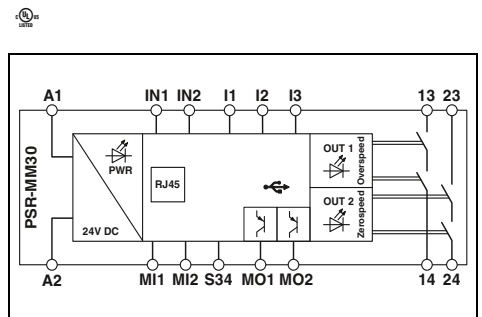 c UL us
LISTED
A1 IN1 IN2 I1 I2 I3 13 23
PSR-MM30
PWR
24V DC
RJ45
OUT 1
Overspeed
OUT 2
Zerospeed
A2 MI1 MI2 S34 MO1 MO2 14 24